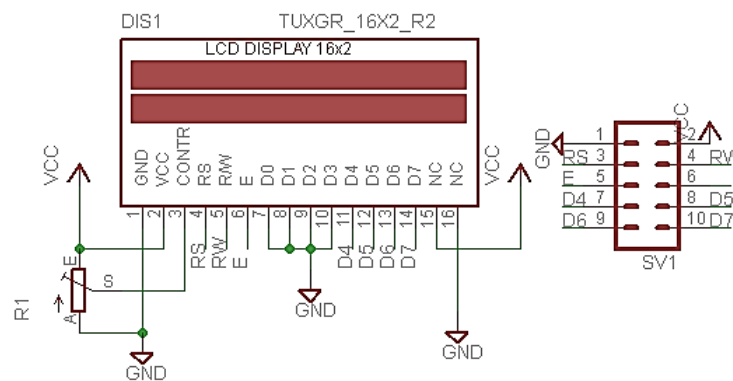 DIS1 TUXGR_16X2_R2
LCD DISPLAY 16x2
GND VCC CONTR RS R/W E D0 D1 D2 D3 D4 D5 D6 D7 NC NC
1 2 3 4 5 6 7 8 9 10 11 12 13 14 15 16
RS RW E D4 D5 D6 D7
VCC
VCC
E
S
A
R1
GND
GND
GND
GND
VCC
1 2
RS 3 4 RW
E 5 6
D4 7 8 D5
D6 9 10 D7
SV1